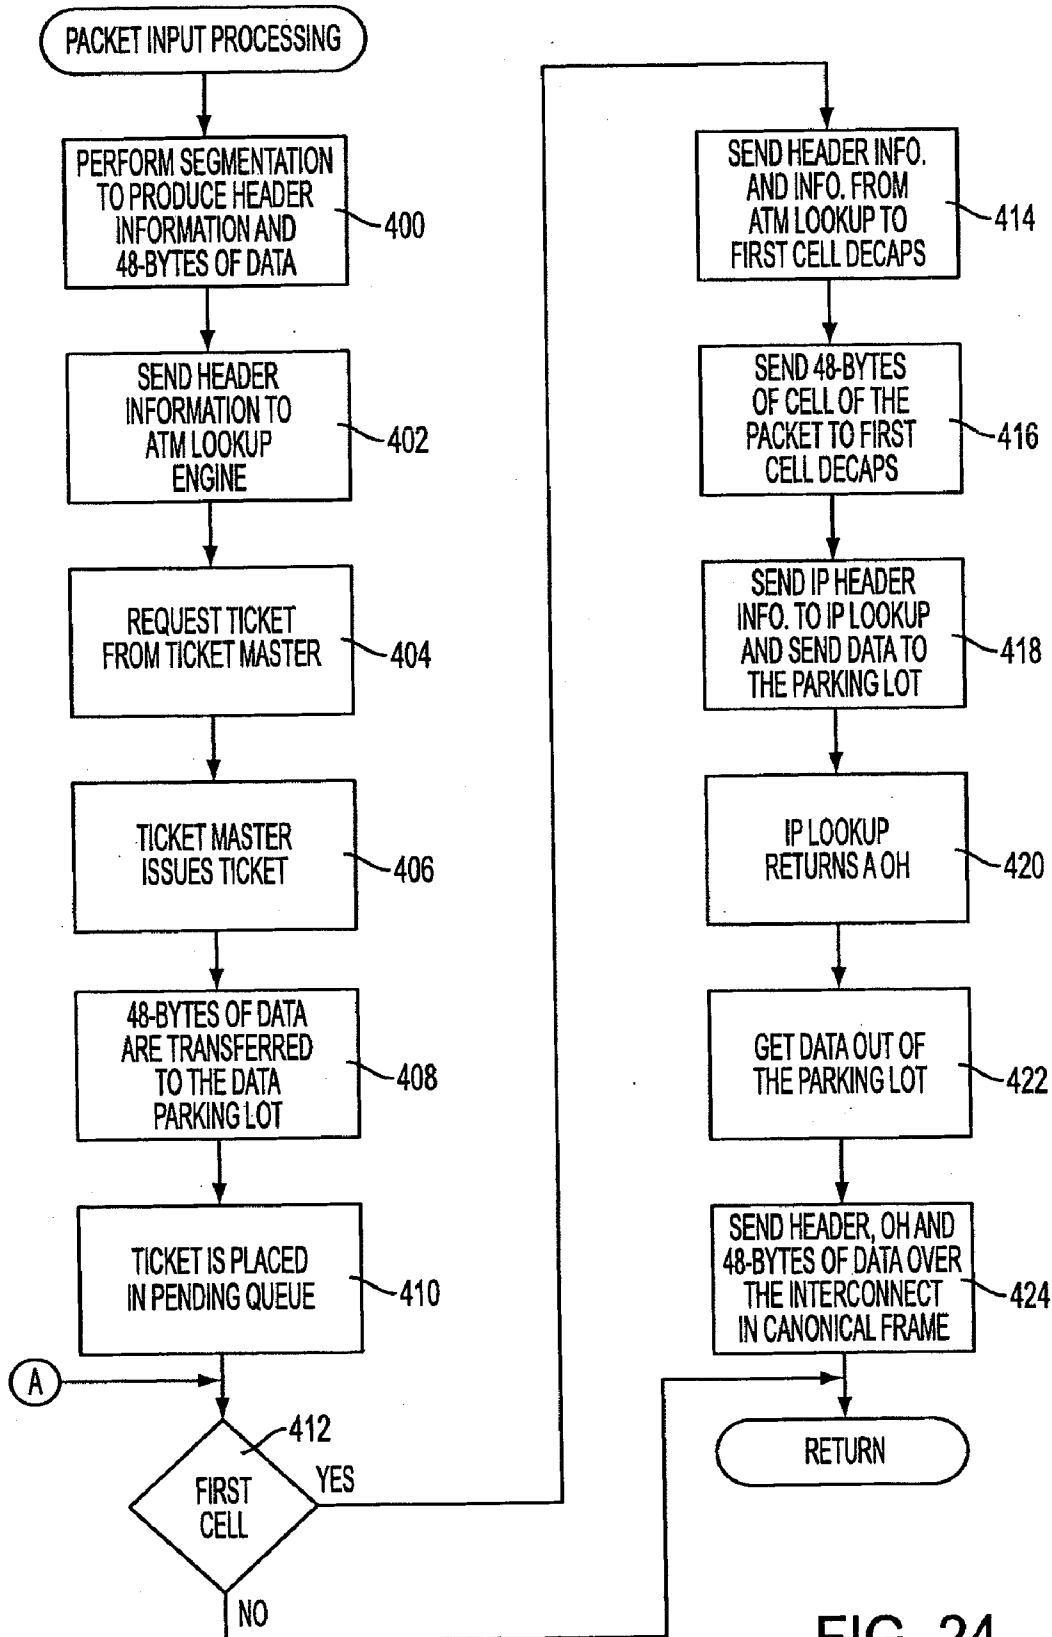 PACKET INPUT PROCESSING
PERFORM SEGMENTATION
TO PRODUCE HEADER
INFORMATION AND
48-BYTES OF DATA
400
SEND HEADER
INFORMATION TO
ATM LOOKUP
ENGINE
402
REQUEST TICKET
FROM TICKET MASTER
404
TICKET MASTER
ISSUES TICKET
406
48-BYTES OF DATA
ARE TRANSFERRED
TO THE DATA
PARKING LOT
408
TICKET IS PLACED
IN PENDING QUEUE
410
A
412
FIRST
CELL
YES
NO
SEND HEADER INFO.
AND INFO. FROM
ATM LOOKUP TO
FIRST CELL DECAPS
414
SEND 48-BYTES
OF CELL OF THE
PACKET TO FIRST
CELL DECAPS
416
SEND IP HEADER
INFO. TO IP LOOKUP
AND SEND DATA TO
THE PARKING LOT
418
IP LOOKUP
RETURNS A OH
420
GET DATA OUT OF
THE PARKING LOT
422
SEND HEADER, OH AND
48-BYTES OF DATA OVER
THE INTERCONNECT
IN CANONICAL FRAME
424
RETURN
FIG. 24